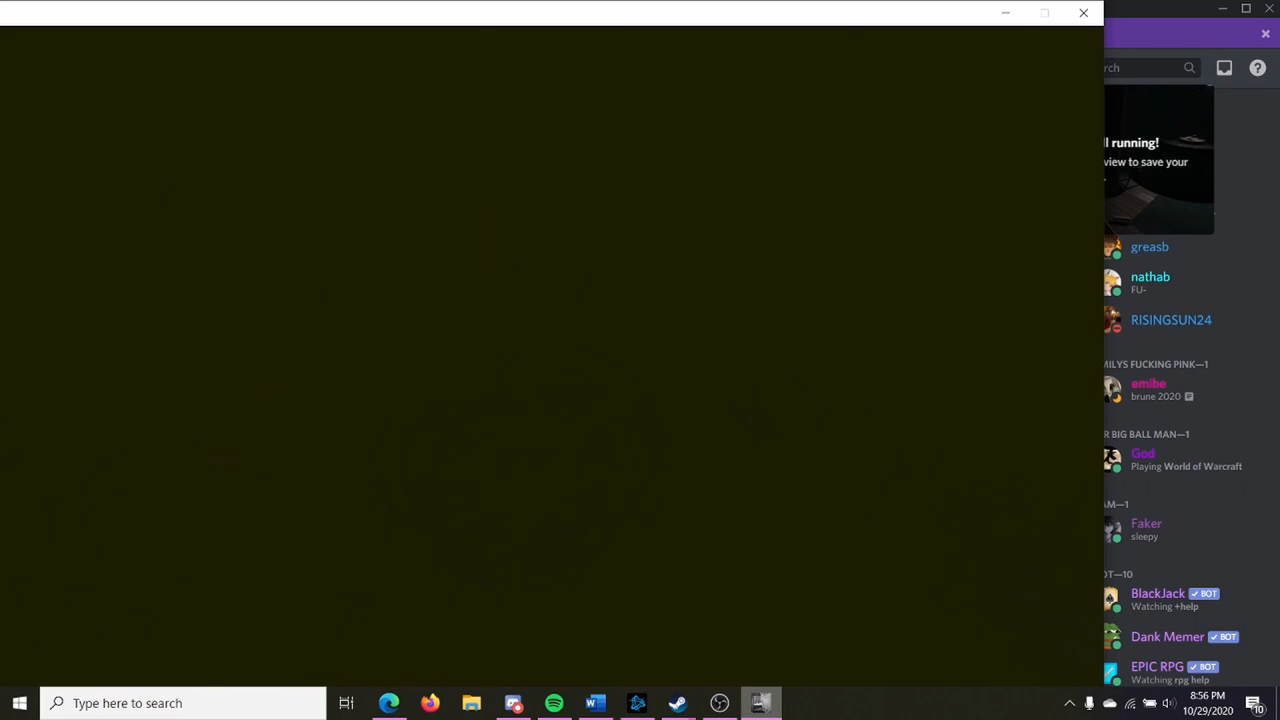 rch
ll running!
view to save your
greasb
nathab
FU-
RISINGSUN24
MILYS FUCKING PINK—1
emibe
brune 2020
R BIG BALL MAN—1
God
Playing World of Warcraft
AM—1
Faker
sleepy
OT—10
BlackJack ✓ BOT
Watching +help
Dank Memer ✓ BOT
EPIC RPG ✓ BOT
Watching rpg help
Type here to search
8:56 PM
10/29/2020
10